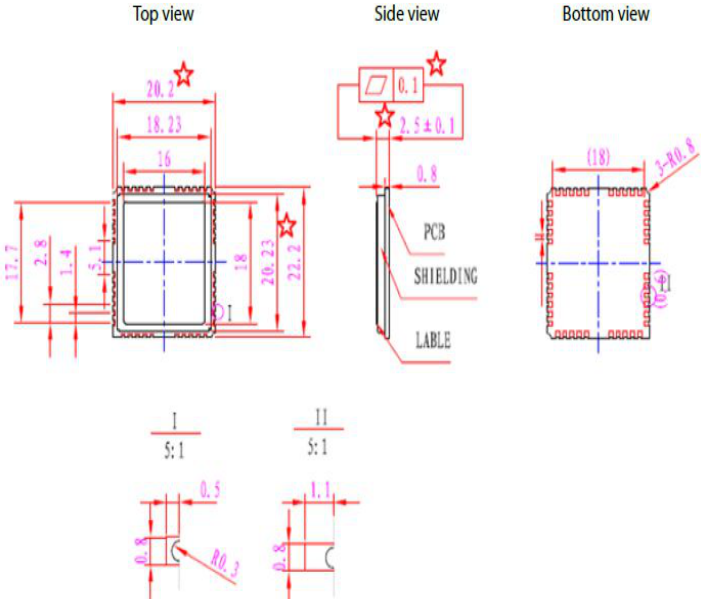 Top view Side view Bottom view
20.2
18.23
16
0.1
2.5±0.1
0.8
(18)
3-R0.8
17.7
2.8
1.4
5.1
18
20.23
22.2
I
PCB
SHIELDING
LABLE
II
I
5:1
II
5:1
0.5
0.8
R0.3
1.1
0.8